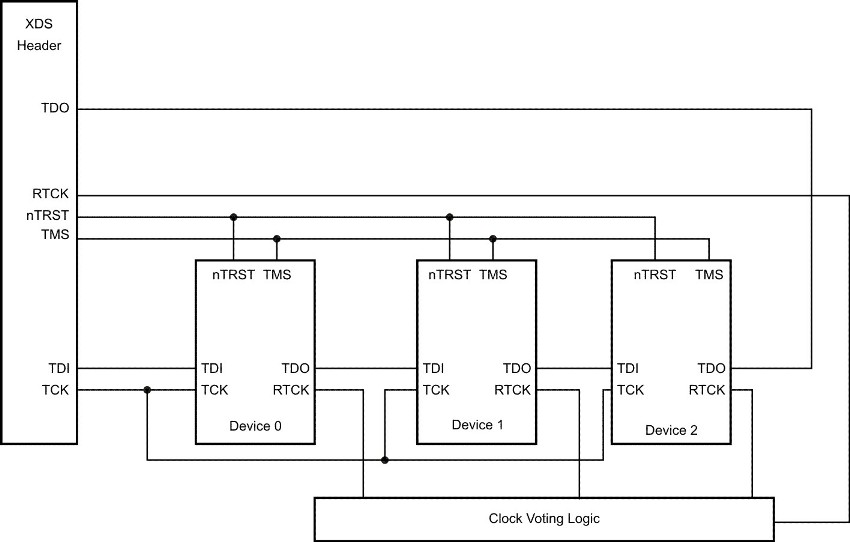 XDS
Header
TDO
RTCK
nTRST
TMS
nTRST TMS
nTRST TMS
nTRST TMS
TDI
TCK
TDI TDO
TCK RTCK
Device 0
TDI TDO
TCK RTCK
Device 1
TDI TDO
TCK RTCK
Device 2
Clock Voting Logic